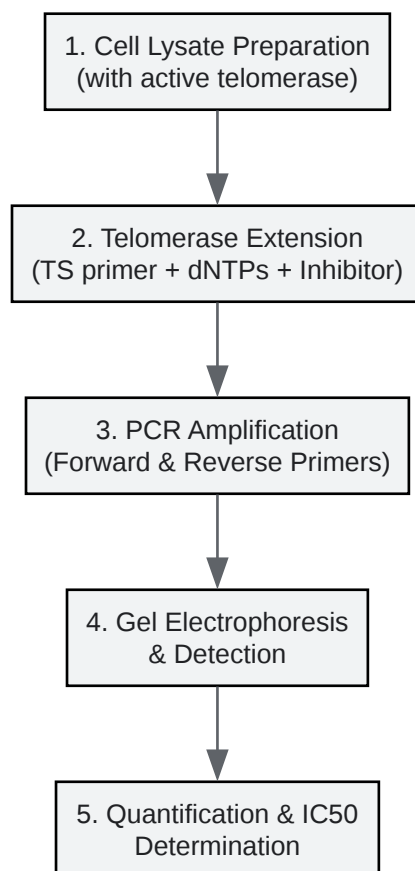 1. Cell Lysate Preparation
(with active telomerase)
2. Telomerase Extension
(TS primer + dNTPs + Inhibitor)
3. PCR Amplification
(Forward & Reverse Primers)
4. Gel Electrophoresis
& Detection
5. Quantification & IC50
Determination